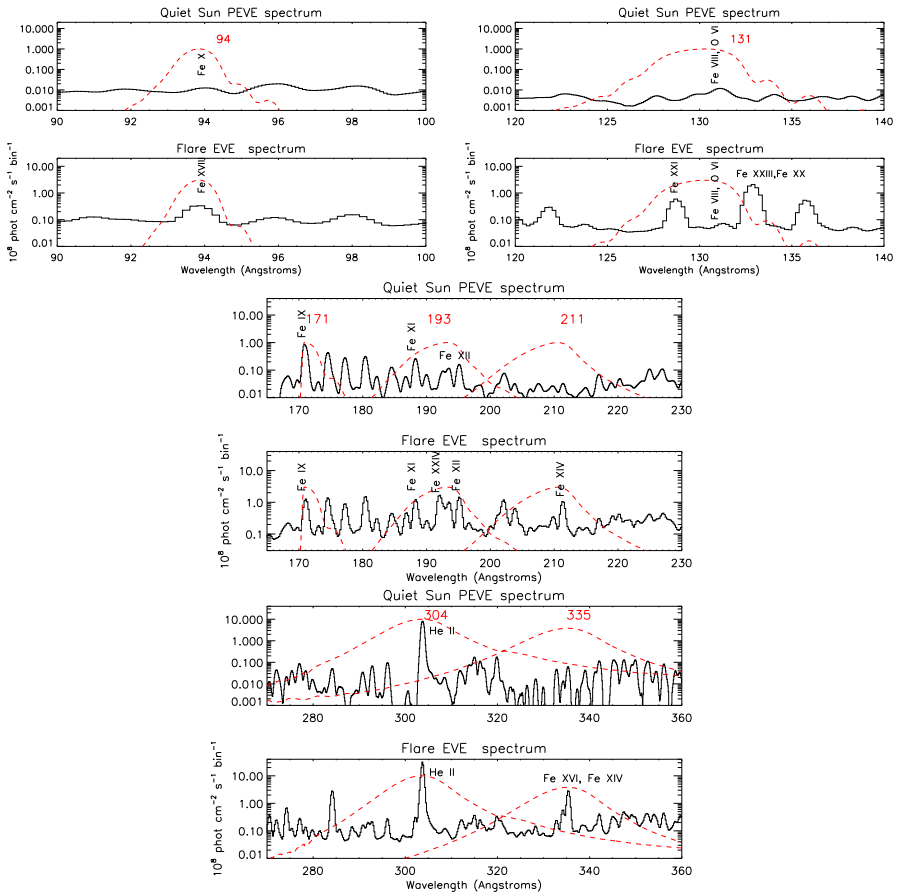 Quiet Sun PEVE spectrum
94
Fe X
10.000
1.000
0.100
0.010
0.001
90 92 94 96 98 100
Wavelength (Angstroms)
Quiet Sun PEVE spectrum
131
Fe VIII, O VI
10.000
1.000
0.100
0.010
0.001
120 125 130 135 140
Wavelength (Angstroms)
Flare EVE spectrum
Fe XVIII
10.00
1.00
0.10
0.01
10⁸ phot cm⁻² s⁻¹ bin⁻¹
90 92 94 96 98 100
Wavelength (Angstroms)
Flare EVE spectrum
Fe XXI
Fe VIII, O VI
Fe XXIII,Fe XX
10.00
1.00
0.10
0.01
10⁸ phot cm⁻² s⁻¹ bin⁻¹
120 125 130 135 140
Wavelength (Angstroms)
Quiet Sun PEVE spectrum
Fe IX
171
Fe XI
193
Fe XII
211
10.00
1.00
0.10
0.01
170 180 190 200 210 220 230
Flare EVE spectrum
Fe IX
Fe XI
Fe XXIV
Fe XII
Fe XIV
10.0
1.0
0.1
10⁸ phot cm⁻² s⁻¹ bin⁻¹
170 180 190 200 210 220 230
Wavelength (Angstroms)
Quiet Sun PEVE spectrum
304
He II
335
10.000
1.000
0.100
0.010
0.001
280 300 320 340 360
Flare EVE spectrum
He II
Fe XVI, Fe XIV
10.00
1.00
0.10
0.01
10⁸ phot cm⁻² s⁻¹ bin⁻¹
280 300 320 340 360
Wavelength (Angstroms)